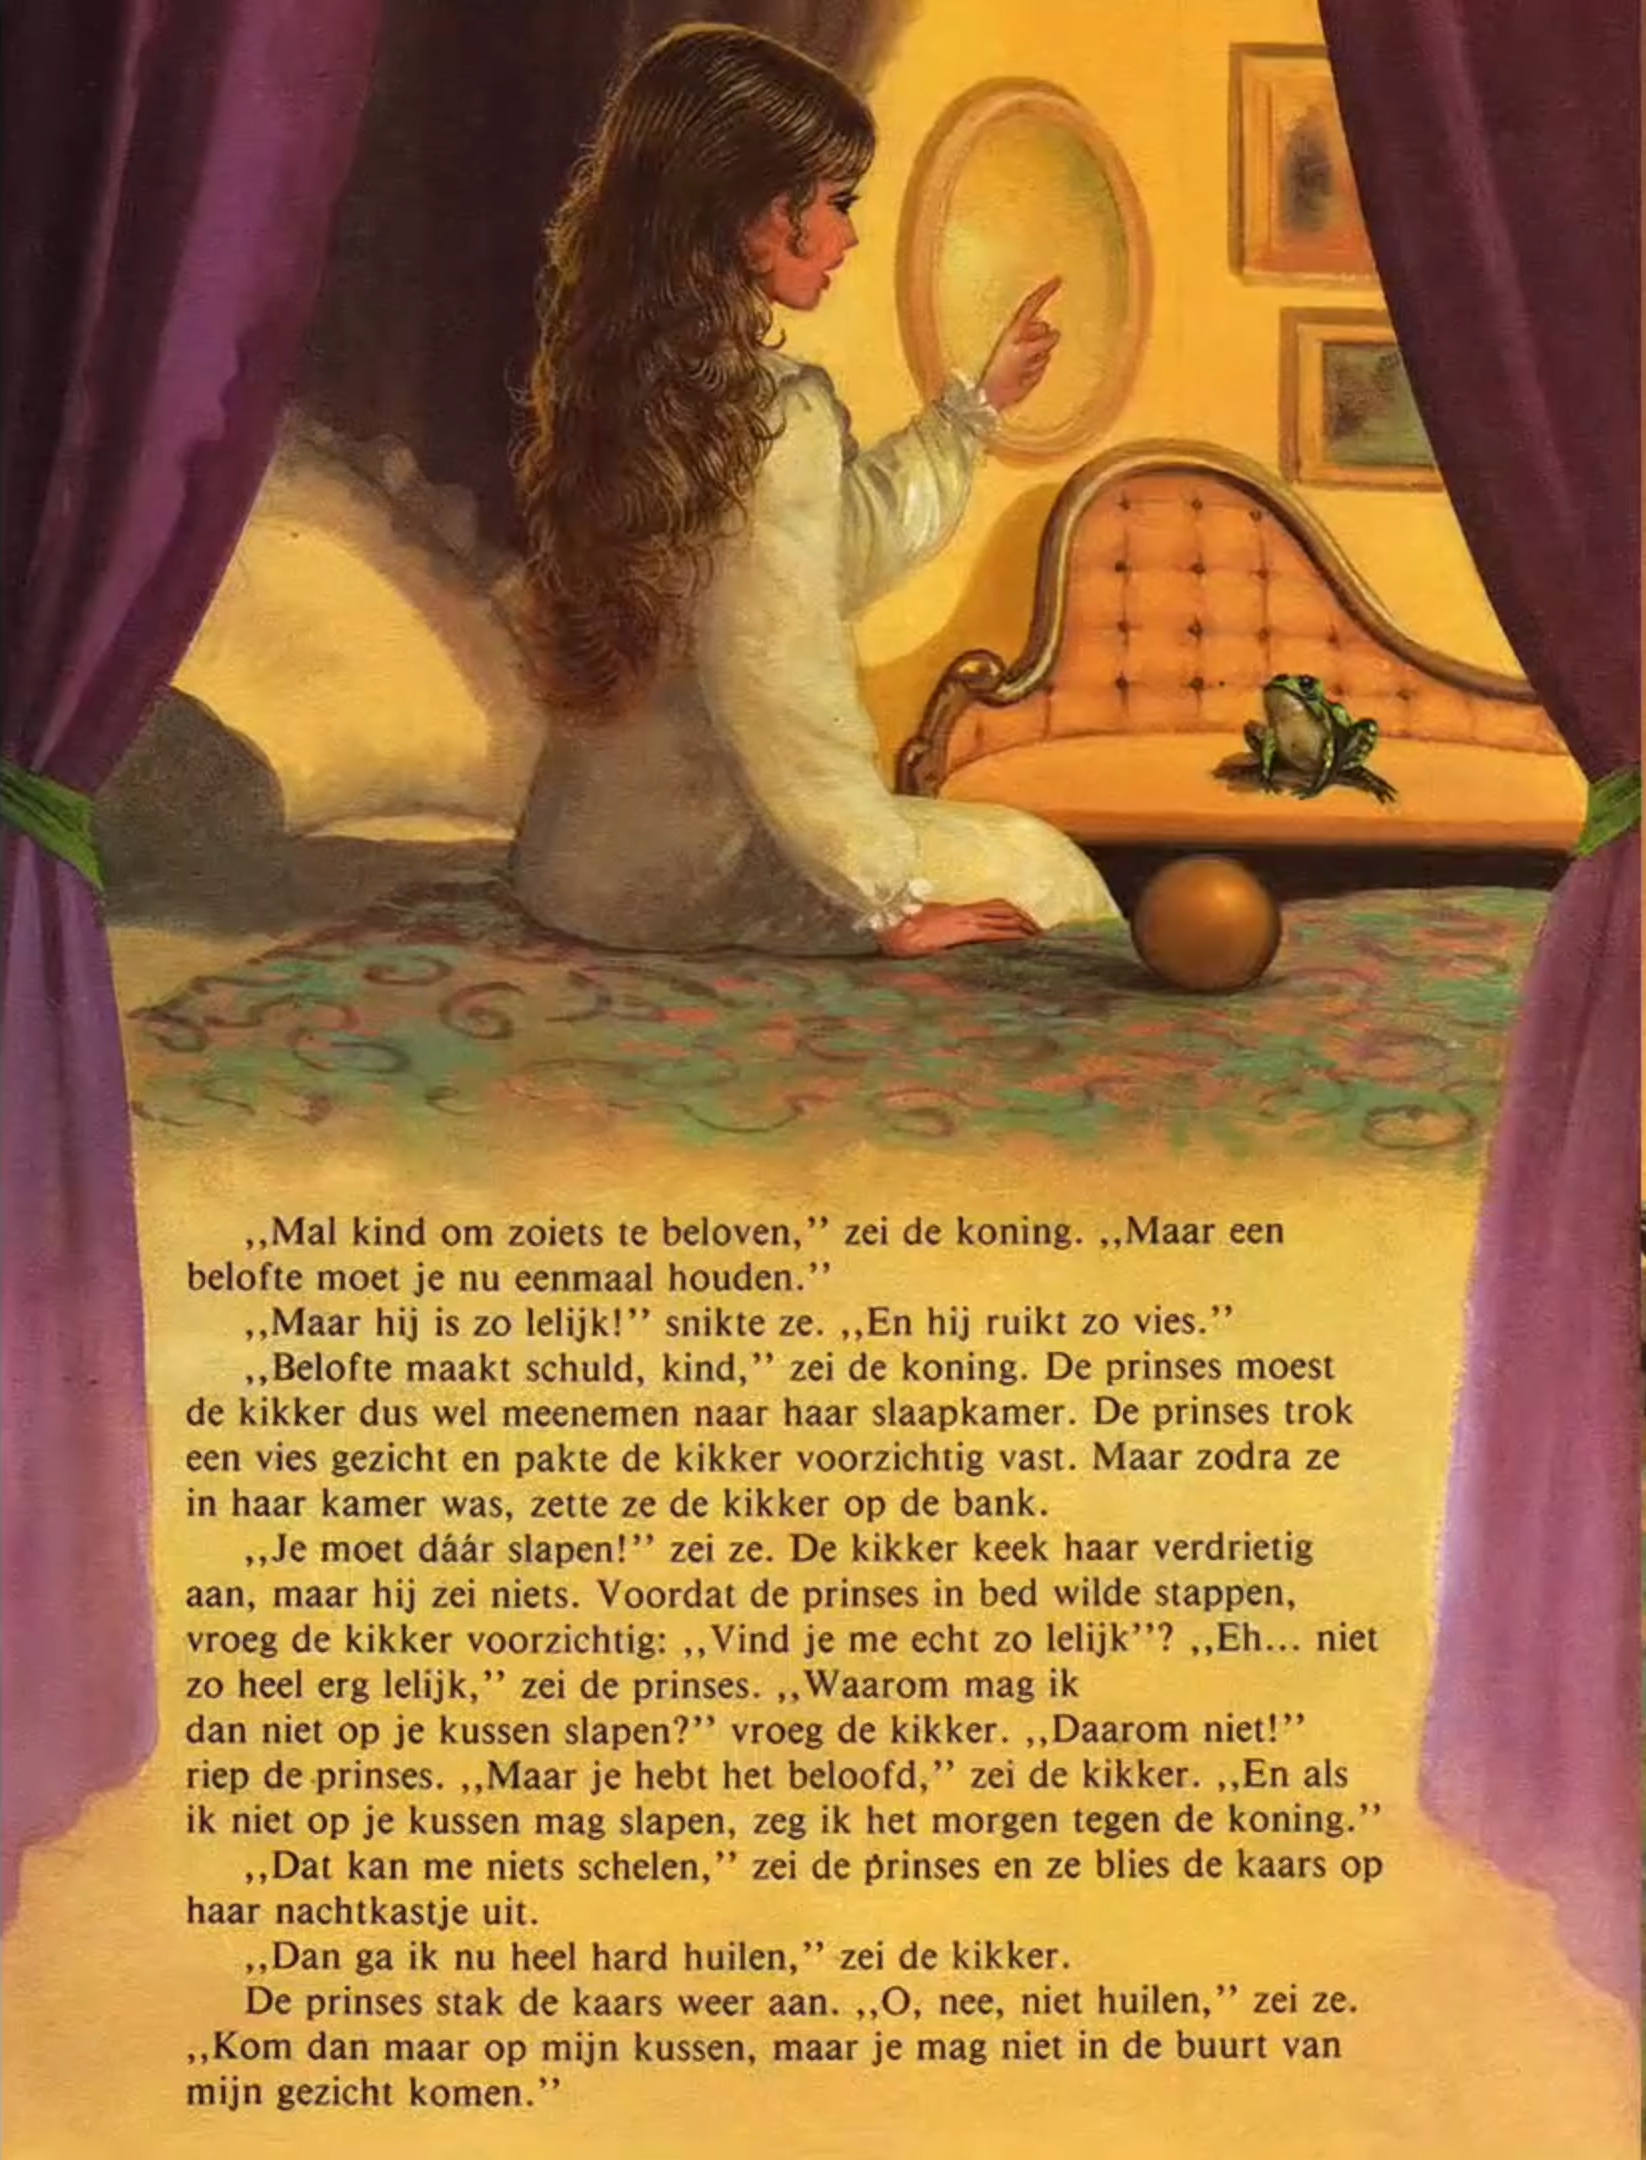 ,,Mal kind om zoiets te beloven,” zei de koning. ,,Maar een
belofte moet je nu eenmaal houden.”
,,Maar hij is zo lelijk!” snikte ze. ,,En hij ruikt zo vies.”
,,Belofte maakt schuld, kind,” zei de koning. De prinses moest
de kikker dus wel meenemen naar haar slaapkamer. De prinses trok
een vies gezicht en pakte de kikker voorzichtig vast. Maar zodra ze
in haar kamer was, zette ze de kikker op de bank.
,,Je moet dáár slapen!” zei ze. De kikker keek haar verdrietig
aan, maar hij zei niets. Voordat de prinses in bed wilde stappen,
vroeg de kikker voorzichtig: ,,Vind je me echt zo lelijk”? ,,Eh... niet
zo heel erg lelijk,” zei de prinses. ,,Waarom mag ik
dan niet op je kussen slapen?” vroeg de kikker. ,,Daarom niet!”
riep de prinses. ,,Maar je hebt het beloofd,” zei de kikker. ,,En als
ik niet op je kussen mag slapen, zeg ik het morgen tegen de koning.”
,,Dat kan me niets schelen,” zei de prinses en ze blies de kaars op
haar nachtkastje uit.
,,Dan ga ik nu heel hard huilen,” zei de kikker.
De prinses stak de kaars weer aan. ,,O, nee, niet huilen,” zei ze.
,,Kom dan maar op mijn kussen, maar je mag niet in de buurt van
mijn gezicht komen.”